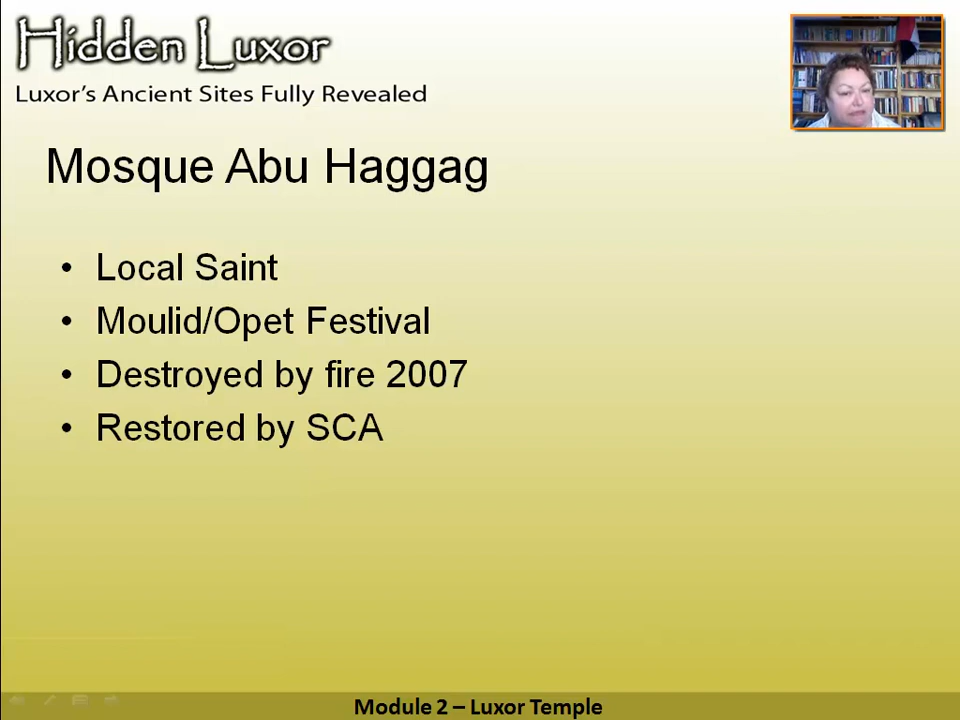 Hidden Luxor
Luxor's Ancient Sites Fully Revealed
Mosque Abu Haggag
• Local Saint
• Moulid/Opet Festival
• Destroyed by fire 2007
• Restored by SCA
Module 2 – Luxor Temple